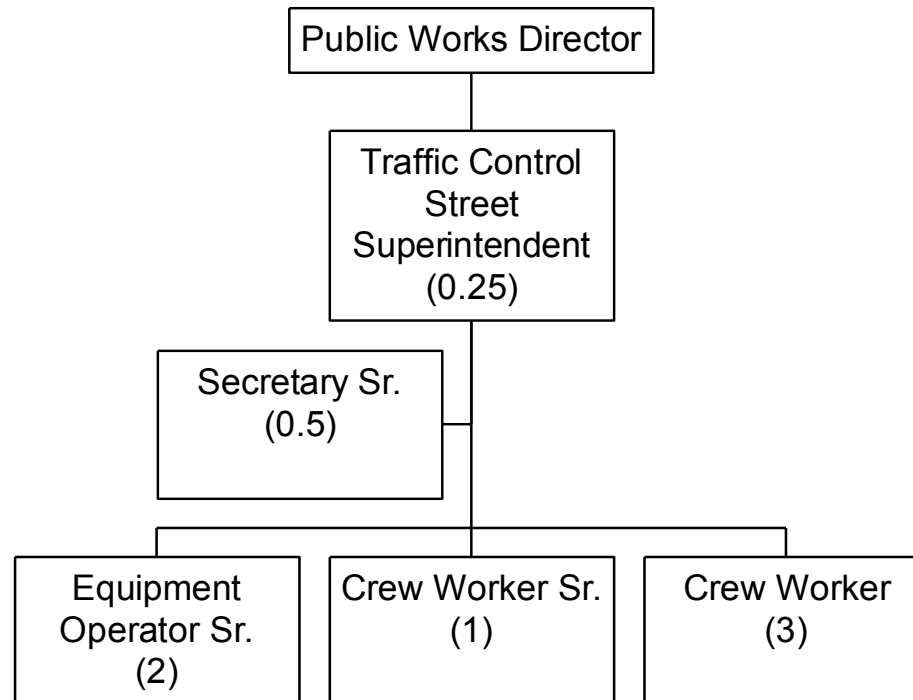 Public Works Director
Traffic Control
Street
Superintendent
(0.25)
Secretary Sr.
(0.5)
Equipment
Operator Sr.
(2)
Crew Worker Sr.
(1)
Crew Worker
(3)